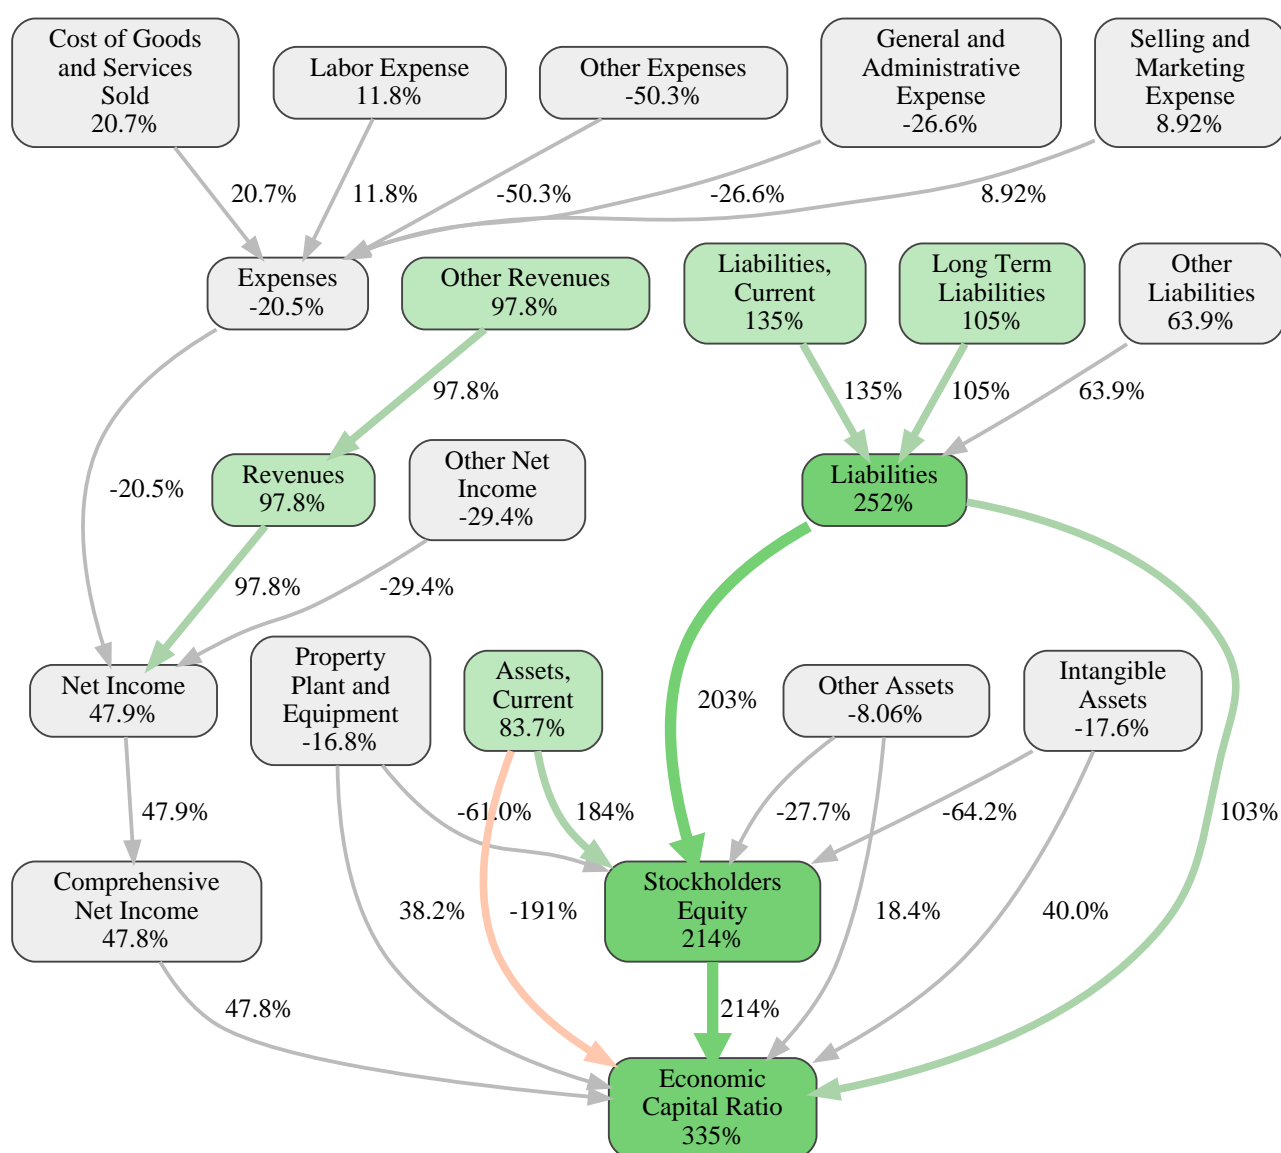 Cost of Goods
and Services
Sold
20.7%
Labor Expense
11.8%
Other Expenses
-50.3%
General and
Administrative
Expense
-26.6%
Selling and
Marketing
Expense
8.92%
20.7%
11.8%
-50.3%
-26.6%
8.92%
Expenses
-20.5%
Other Revenues
97.8%
Liabilities,
Current
135%
Long Term
Liabilities
105%
Other
Liabilities
63.9%
97.8%
135%
105%
63.9%
-20.5%
Revenues
97.8%
Other Net
Income
-29.4%
Liabilities
252%
97.8%
-29.4%
Net Income
47.9%
Property
Plant and
Equipment
-16.8%
Assets,
Current
83.7%
203%
Other Assets
-8.06%
Intangible
Assets
-17.6%
47.9%
-61.0%
184%
-27.7%
-64.2%
103%
Comprehensive
Net Income
47.8%
38.2%
-191%
Stockholders
Equity
214%
18.4%
40.0%
47.8%
214%
Economic
Capital Ratio
335%